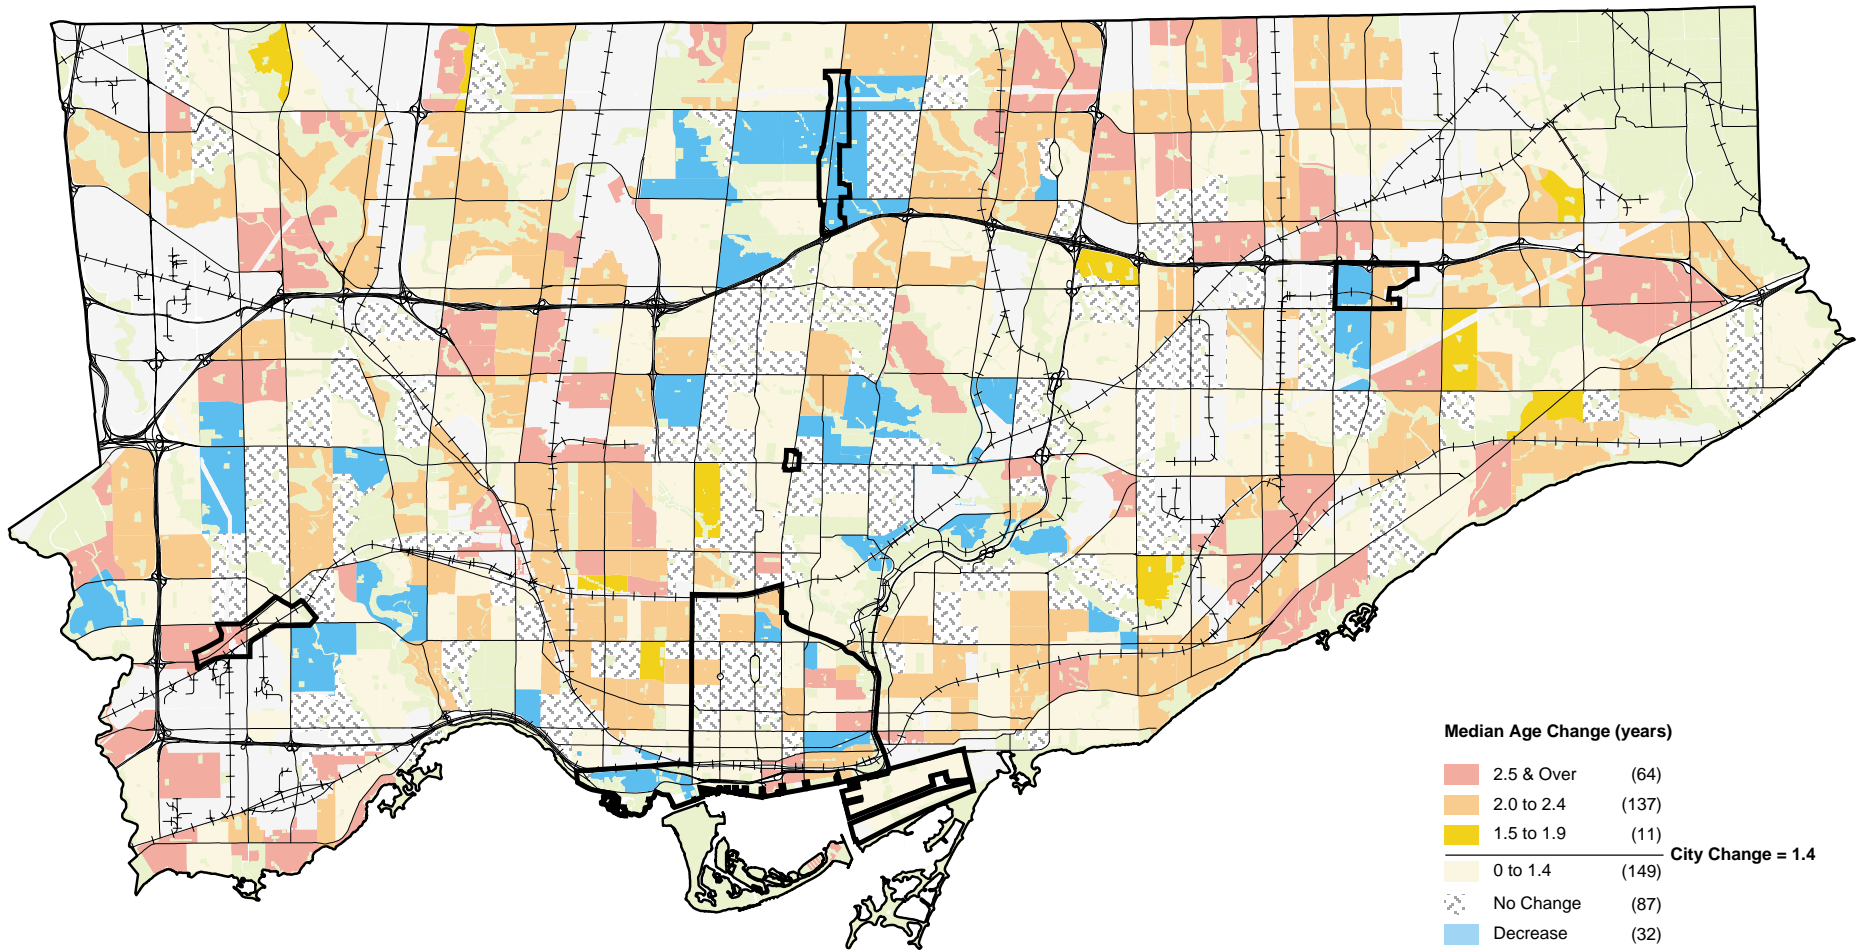 Median Age Change (years)
2.5 & Over (64)
2.0 to 2.4 (137)
1.5 to 1.9 (11)
City Change = 1.4
0 to 1.4 (149)
No Change (87)
Decrease (32)